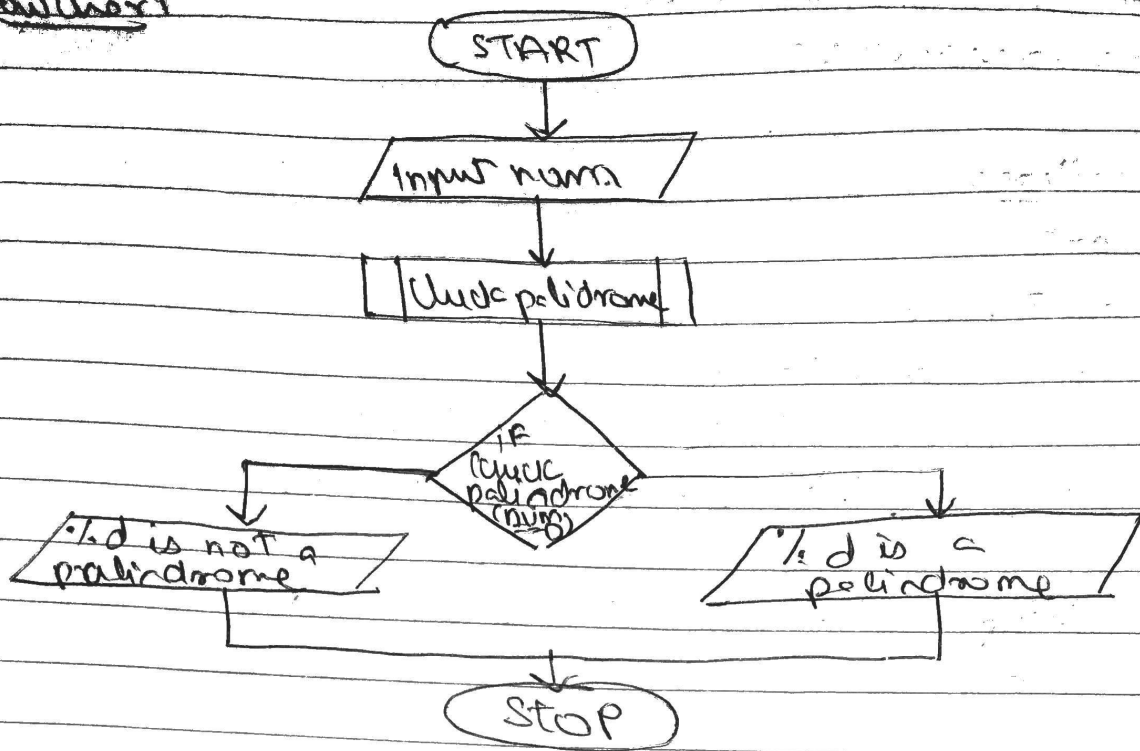 START
Input num
Check palidrome
if
(check
palindrome
(num)
%d is not a
palindrome
%d is a
palindrome
STOP